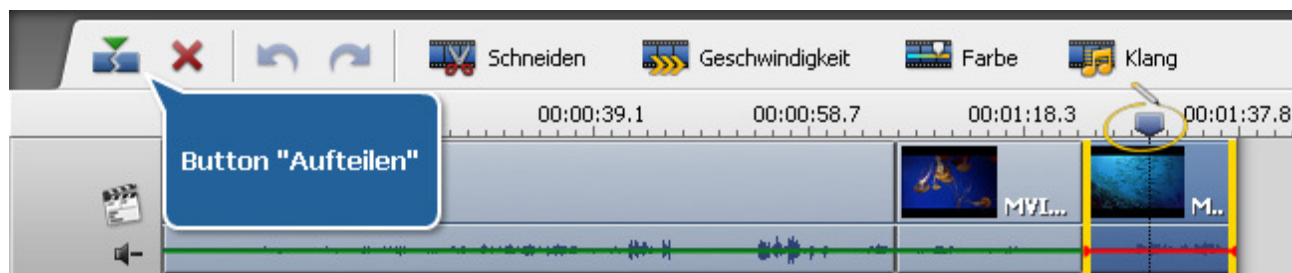 Schneiden Geschwindigkeit Farbe Klang
00:00:39.1 00:00:58.7 00:01:18.3 00:01:37.8
Button "Aufteilen"
MVI... M..